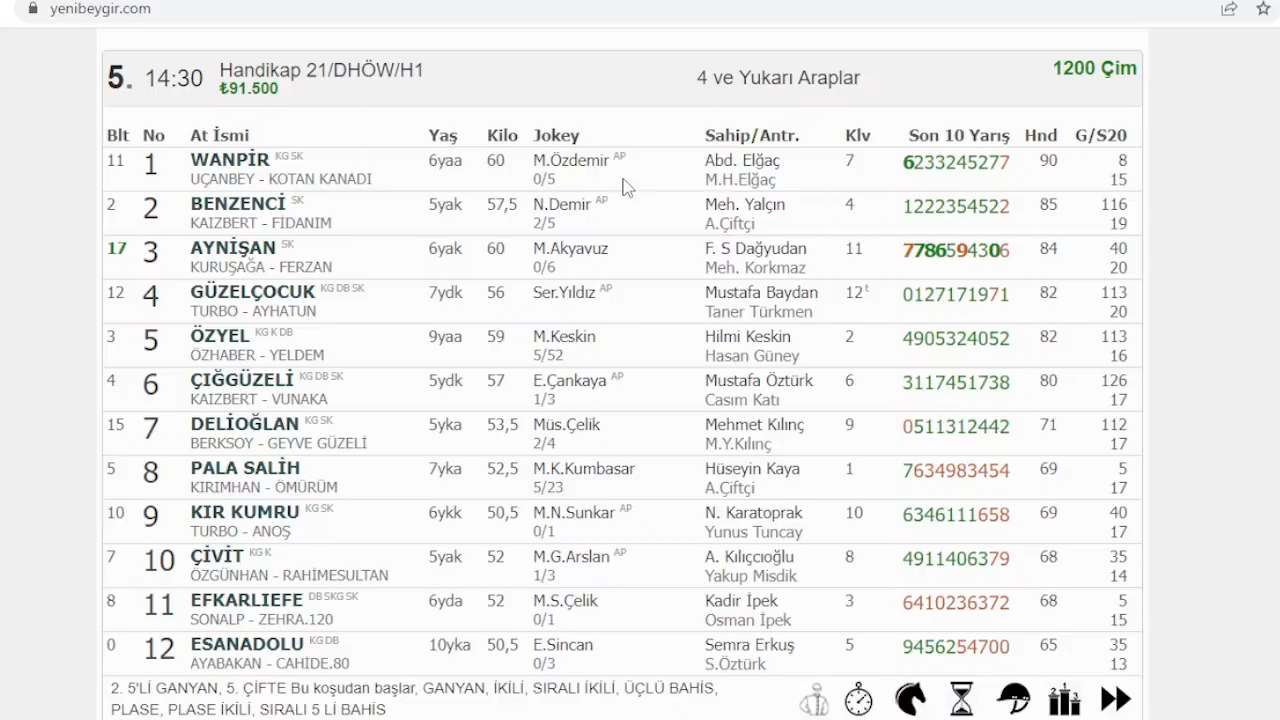 yenibeygir.com
5. 14:30 Handikap 21/DHÖW/H1 4 ve Yukarı Araplar 1200 Çim
₺91.500
Blt No At İsmi Yaş Kilo Jokey Sahip/Antr. Klv Son 10 Yarış Hnd G/S20
11 1 WANPİR KG SK 6yaa 60 M.Özdemir AP Abd. Elğaç 7 6233245277 90 8
UÇANBEY - KOTAN KANADI 0/5 M.H.Elğaç 15
2 2 BENZENCİ SK 5yak 57,5 N.Demir AP Meh. Yalçın 4 1222354522 85 116
KAIZBERT - FİDANIM 2/5 A.Çiftçi 19
17 3 AYNİŞAN SK 6yak 60 M.Akyavuz F. S Dağyudan 11 7786594306 84 40
KURUŞAĞA - FERZAN 0/6 Meh. Korkmaz 20
12 4 GÜZELÇOCUK KG DB SK 7ydk 56 Ser.Yıldız AP Mustafa Baydan 12t 0127171971 82 113
TURBO - AYHATUN Taner Türkmen 20
3 5 ÖZYEL KG K DB 9yaa 59 M.Keskin Hilmi Keskin 2 4905324052 82 113
ÖZHABER - YELDEM 5/52 Hasan Güney 16
4 6 ÇIĞGÜZELİ KG DB SK 5ydk 57 E.Çankaya AP Mustafa Öztürk 6 3117451738 80 126
KAIZBERT - VUNAKA 1/3 Casım Katı 17
15 7 DELİOĞLAN KG SK 5yka 53,5 Müs.Çelik Mehmet Kılınç 9 0511312442 71 112
BERKSOY - GEYVE GÜZELİ 2/4 M.Y.Kılınç 17
5 8 PALA SALİH 7yka 52,5 M.K.Kumbasar Hüseyin Kaya 1 7634983454 69 5
KIRIMHAN - ÖMÜRÜM 5/23 A.Çiftçi 17
10 9 KIR KUMRU KG SK 6ykk 50,5 M.N.Sunkar AP N. Karatoprak 10 6346111658 69 40
TURBO - ANOŞ 0/1 Yunus Tuncay 17
7 10 ÇİVİT KG K 5yak 52 M.G.Arslan AP A. Kılıçcıoğlu 8 4911406379 68 35
ÖZGÜNHAN - RAHİMESULTAN 1/3 Yakup Misdik 14
8 11 EFKARLIEFE DB SKG SK 6yda 52 M.S.Çelik Kadir İpek 3 6410236372 68 5
SONALP - ZEHRA.120 0/1 Osman İpek 15
0 12 ESANADOLU KG DB 10yka 50,5 E.Sincan Semra Erkuş 5 9456254700 65 35
AYABAKAN - CAHİDE.80 0/3 S.Öztürk 13
2. 5'Lİ GANYAN, 5. ÇİFTE Bu koşudan başlar, GANYAN, İKİLİ, SIRALI İKİLİ, ÜÇLÜ BAHİS,
PLASE, PLASE İKİLİ, SIRALI 5 Lİ BAHİS